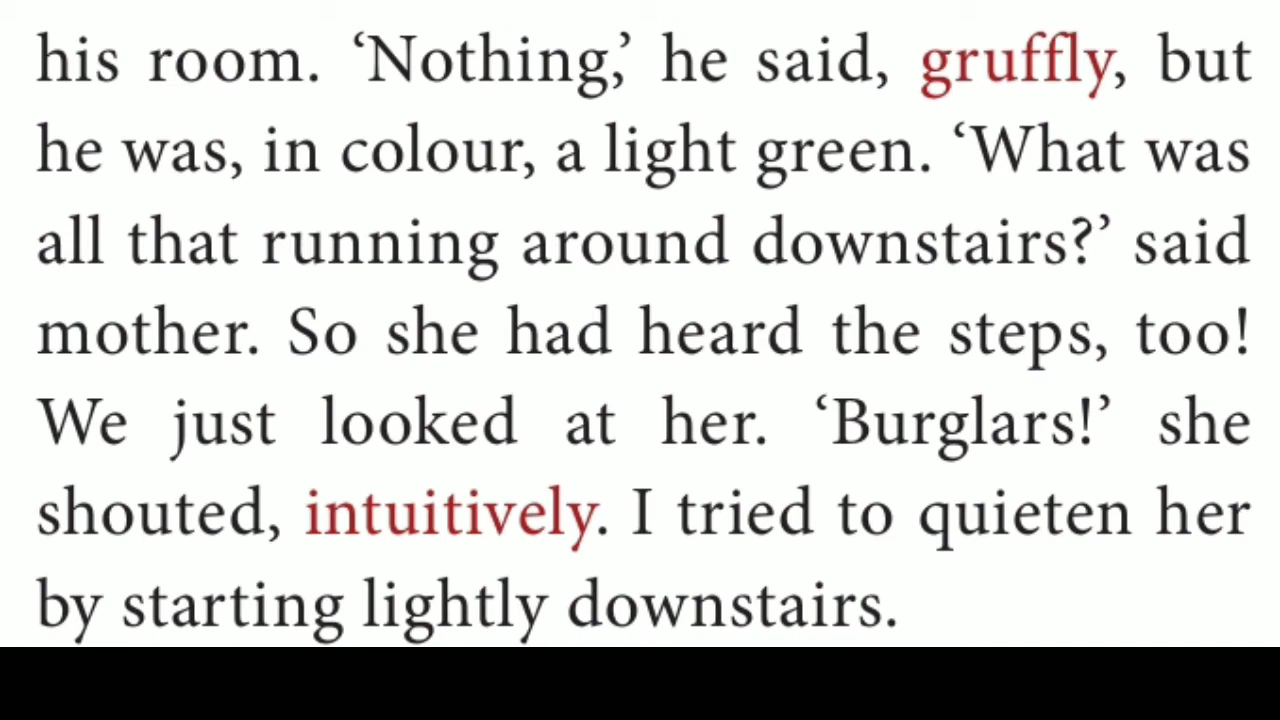 his room. ‘Nothing,’ he said, gruffly, but
he was, in colour, a light green. ‘What was
all that running around downstairs?’ said
mother. So she had heard the steps, too!
We just looked at her. ‘Burglars!’ she
shouted, intuitively. I tried to quieten her
by starting lightly downstairs.